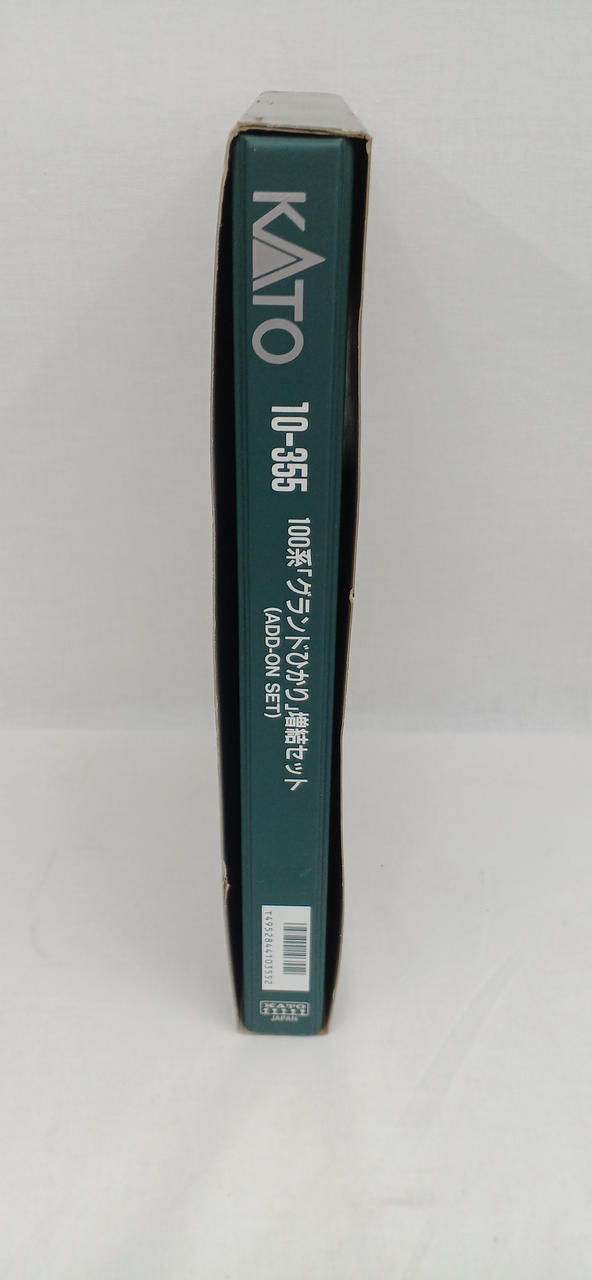 KATO
10-355
100系「グランドひかり」増結セット
(ADD-ON SET)
T4952844103552
KATO
JAPAN